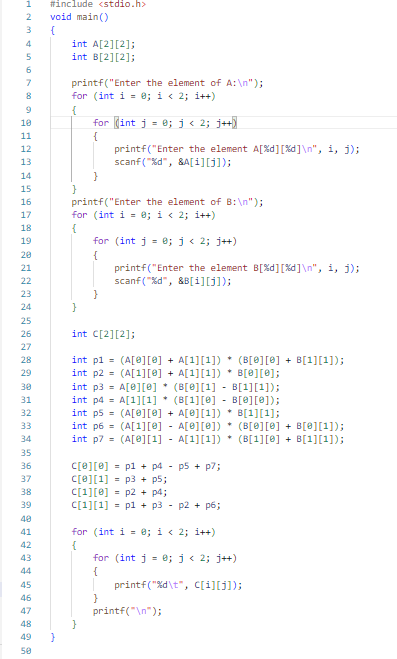 1 #include <stdio.h>
2 void main()
3 {
4 int A[2][2];
5 int B[2][2];
6
7 printf("Enter the element of A:\n");
8 for (int i = 0; i < 2; i++)
9 {
10 for (int j = 0; j < 2; j++)
11 {
12 printf("Enter the element A[%d][%d]\n", i, j);
13 scanf("%d", &A[i][j]);
14 }
15 }
16 printf("Enter the element of B:\n");
17 for (int i = 0; i < 2; i++)
18 {
19 for (int j = 0; j < 2; j++)
20 {
21 printf("Enter the element B[%d][%d]\n", i, j);
22 scanf("%d", &B[i][j]);
23 }
24 }
25
26 int C[2][2];
27
28 int p1 = (A[0][0] + A[1][1]) * (B[0][0] + B[1][1]);
29 int p2 = (A[1][0] + A[1][1]) * B[0][0];
30 int p3 = A[0][0] * (B[0][1] - B[1][1]);
31 int p4 = A[1][1] * (B[1][0] - B[0][0]);
32 int p5 = (A[0][0] + A[0][1]) * B[1][1];
33 int p6 = (A[1][0] - A[0][0]) * (B[0][0] + B[0][1]);
34 int p7 = (A[0][1] - A[1][1]) * (B[1][0] + B[1][1]);
35
36 C[0][0] = p1 + p4 - p5 + p7;
37 C[0][1] = p3 + p5;
38 C[1][0] = p2 + p4;
39 C[1][1] = p1 + p3 - p2 + p6;
40
41 for (int i = 0; i < 2; i++)
42 {
43 for (int j = 0; j < 2; j++)
44 {
45 printf("%d\t", C[i][j]);
46 }
47 printf("\n");
48 }
49 }
50